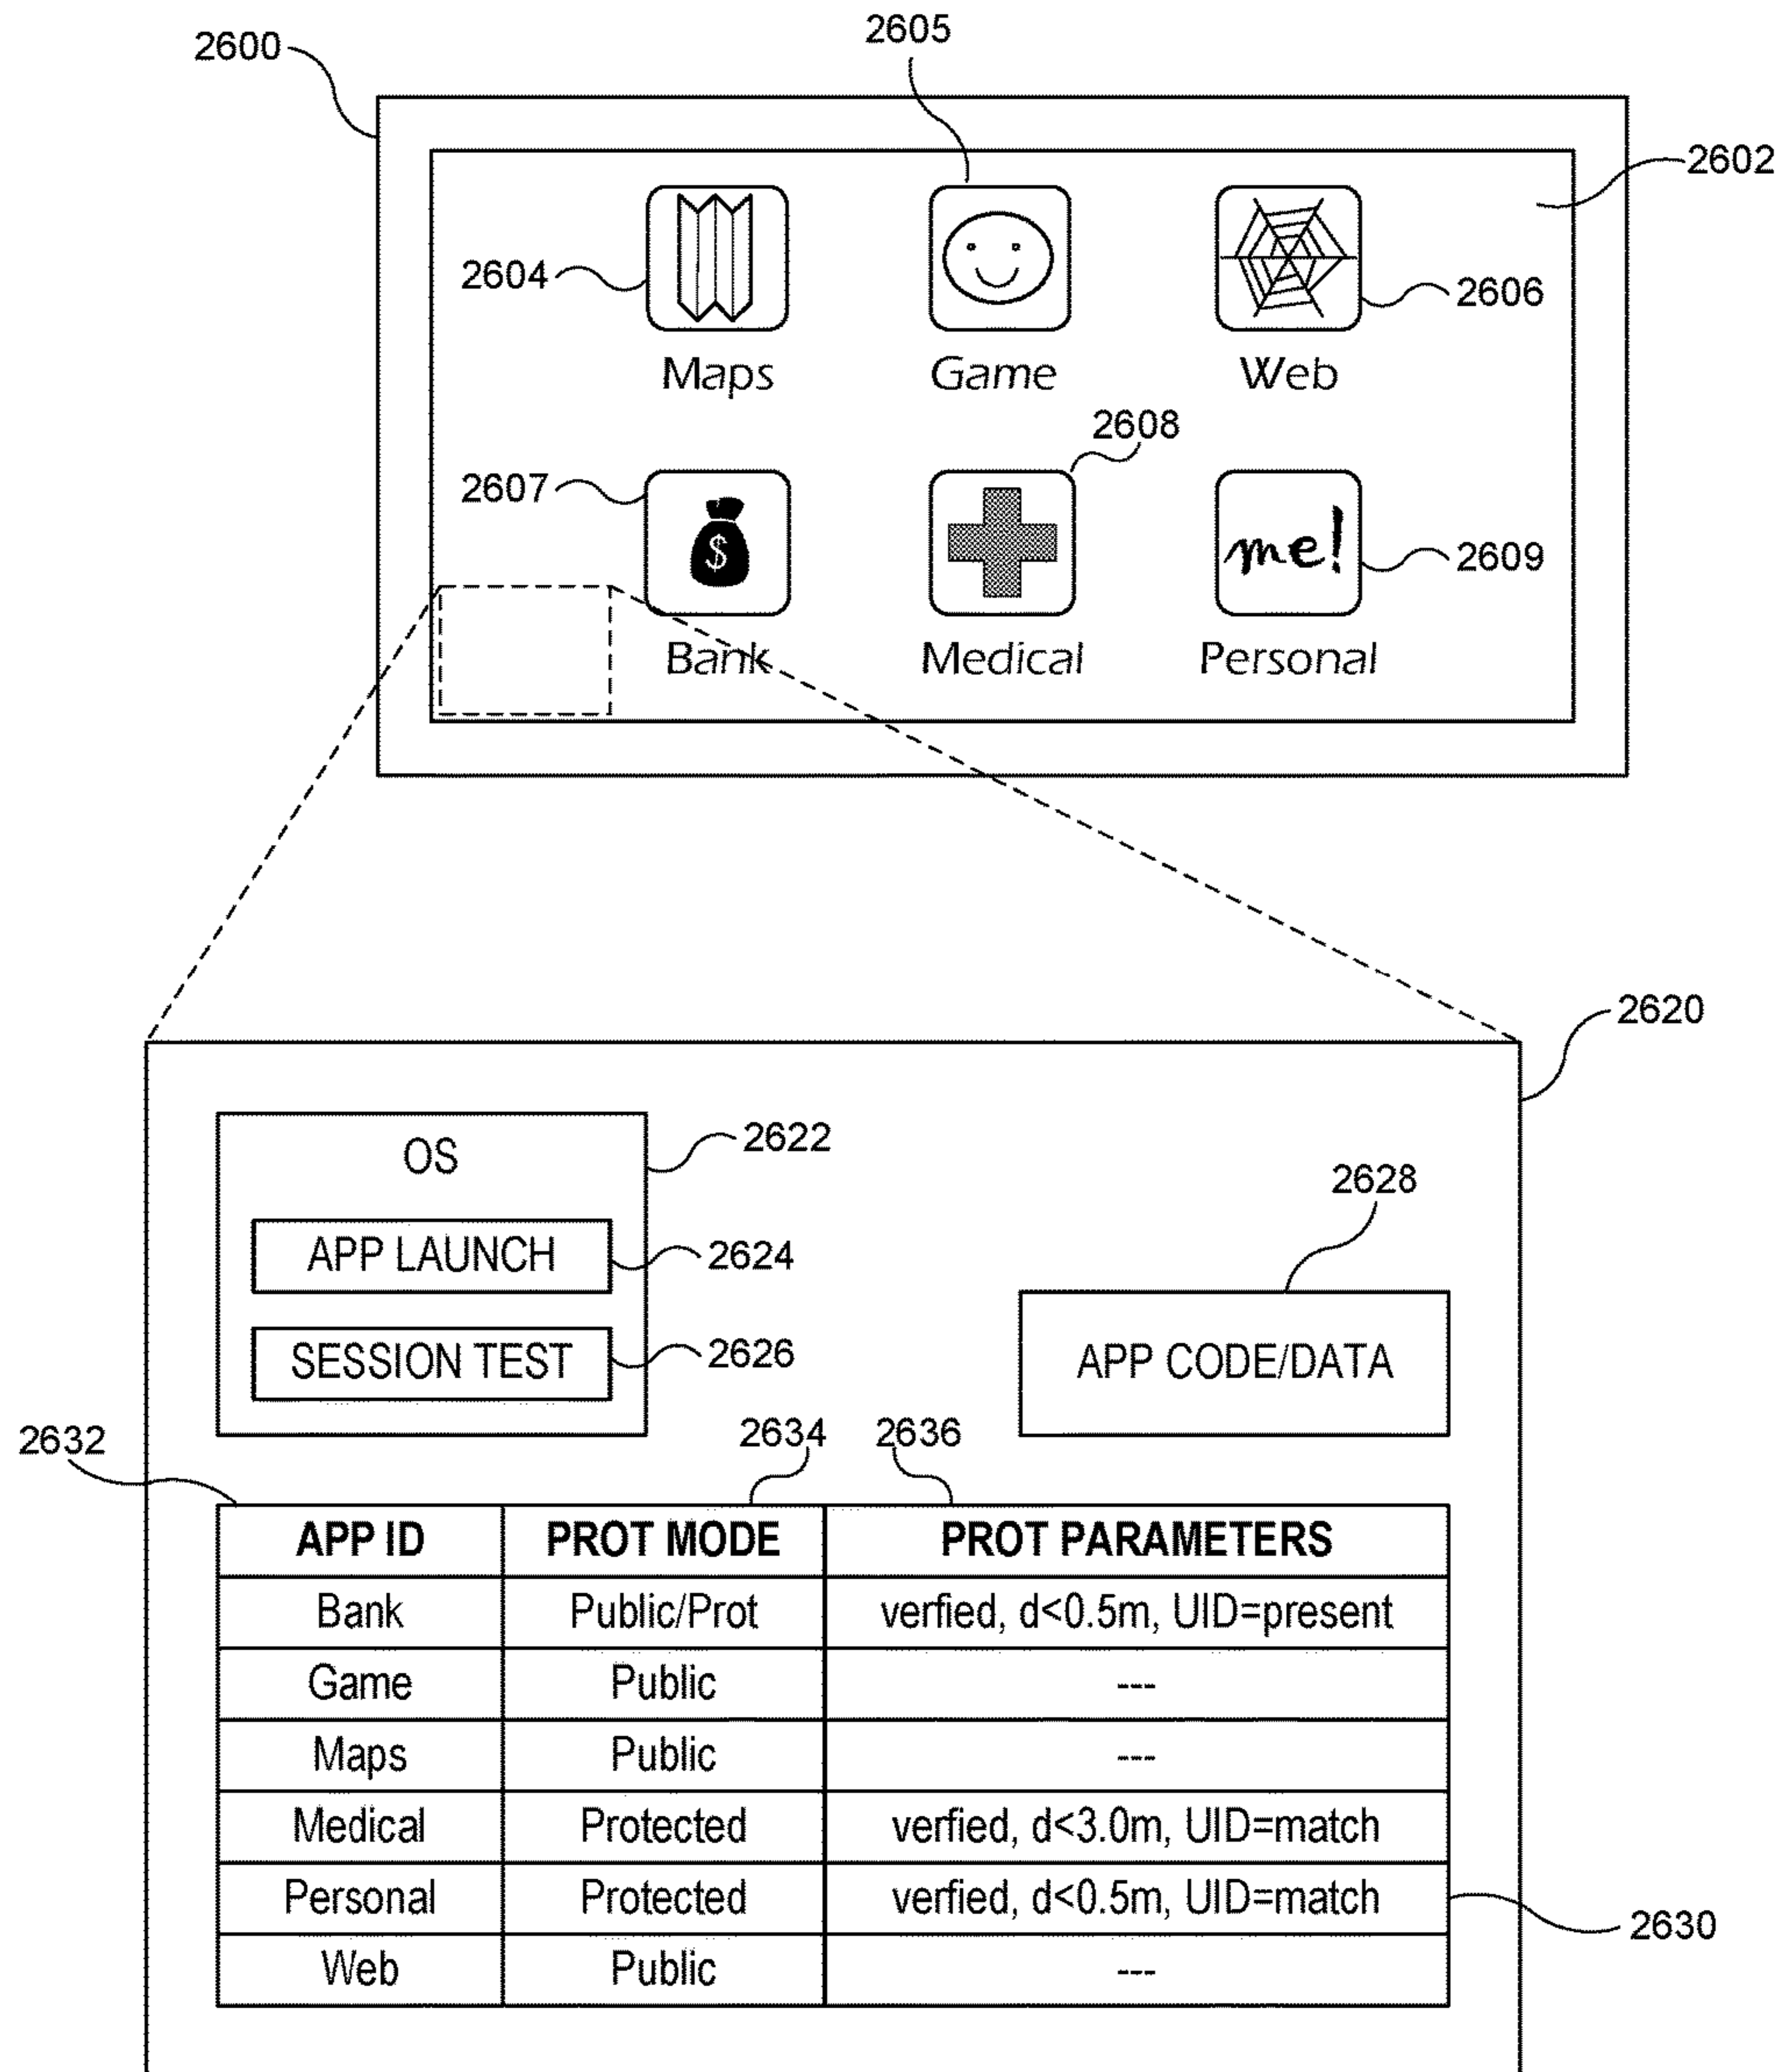 2605
2600
2602
2604
2606
Maps Game Web
2608
2607
$
me!
2609
Bank Medical Personal
2620
OS
2622
2628
APP LAUNCH
2624
SESSION TEST
2626
APP CODE/DATA
2632
2634
2636
APP ID PROT MODE PROT PARAMETERS
Bank Public/Prot verfied, d<0.5m, UID=present
Game Public ---
Maps Public ---
Medical Protected verfied, d<3.0m, UID=match
Personal Protected verfied, d<0.5m, UID=match
2630
Web Public ---